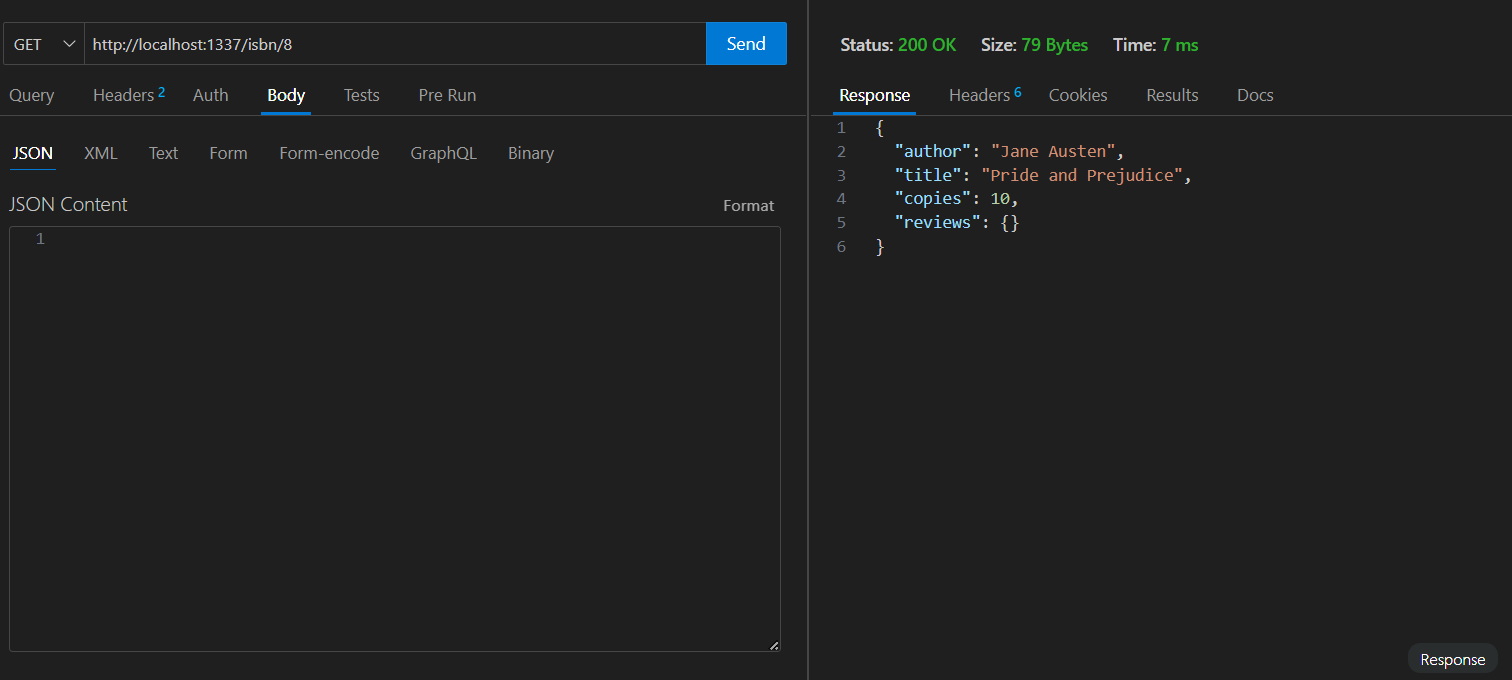 GET http://localhost:1337/isbn/8 Send
Query Headers 2 Auth Body Tests Pre Run
JSON XML Text Form Form-encode GraphQL Binary
JSON Content Format
1
Status: 200 OK Size: 79 Bytes Time: 7 ms
Response Headers 6 Cookies Results Docs
1 {
2 "author": "Jane Austen",
3 "title": "Pride and Prejudice",
4 "copies": 10,
5 "reviews": {}
6 }
Response